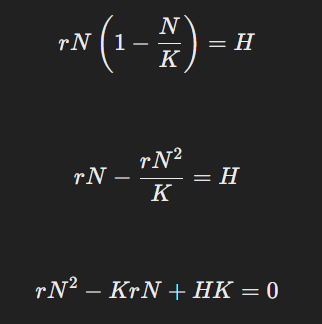 rN(1 − N/K) = H
rN − rN²/K = H
rN² − KrN + HK = 0